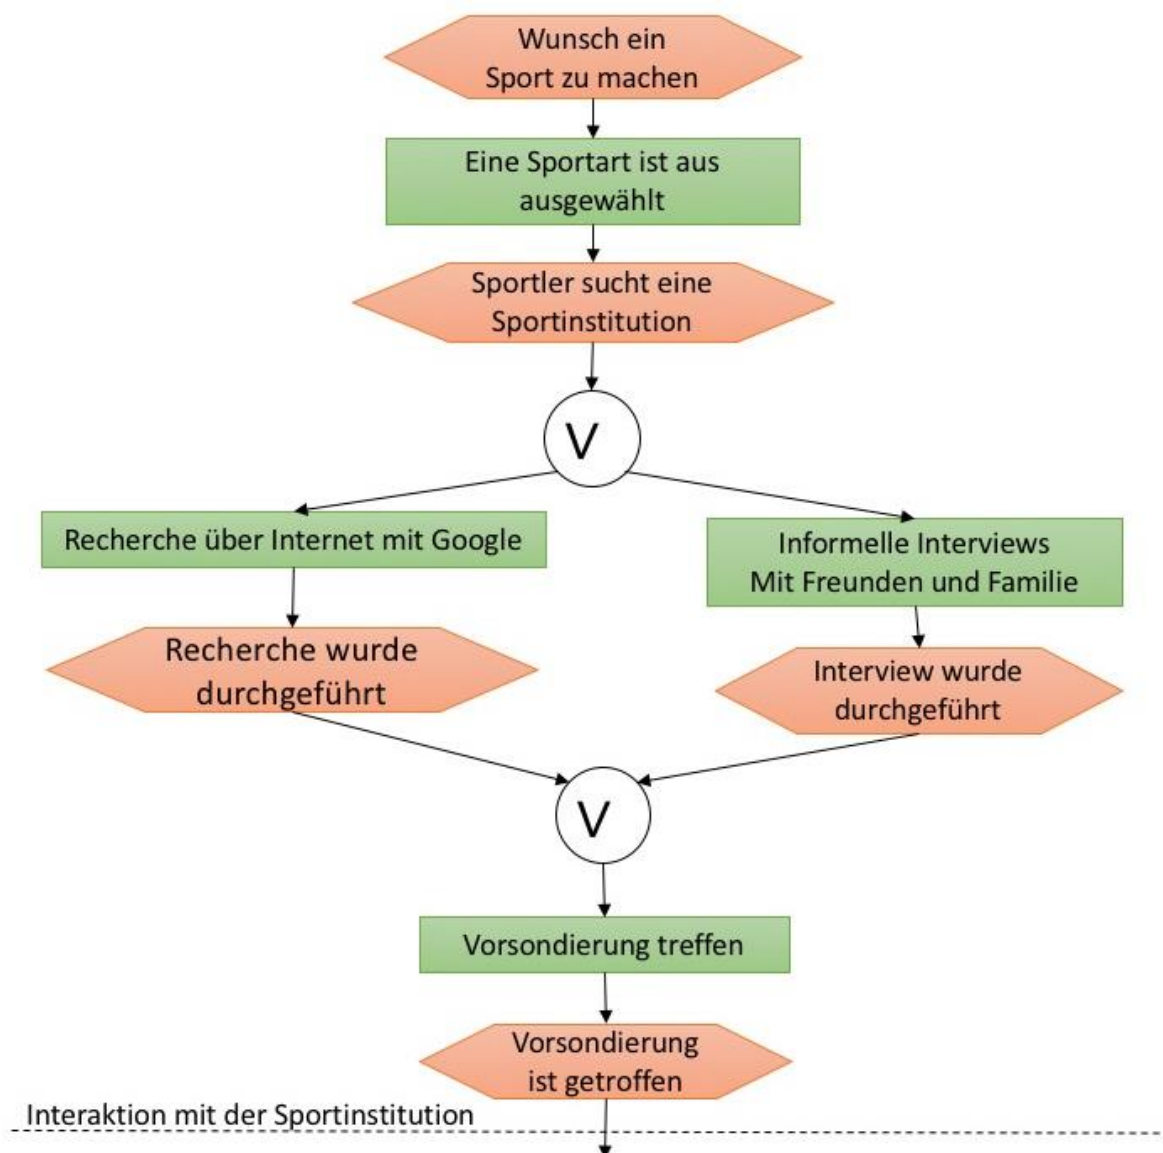 Wunsch ein
Sport zu machen
Eine Sportart ist aus
ausgewählt
Sportler sucht eine
Sportinstitution
V
Recherche über Internet mit Google
Informelle Interviews
Mit Freunden und Familie
Recherche wurde
durchgeführt
Interview wurde
durchgeführt
V
Vorsondierung treffen
Vorsondierung
ist getroffen
Interaktion mit der Sportinstitution